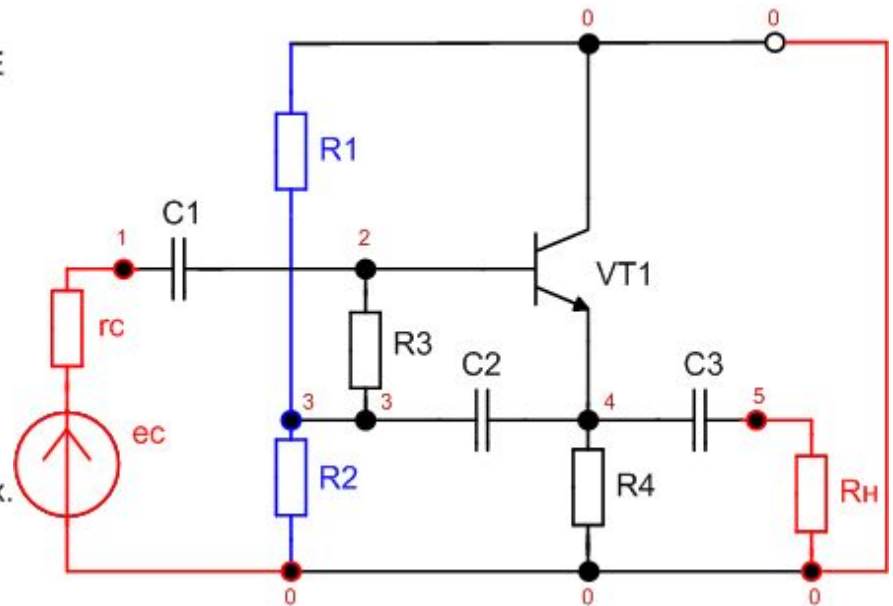 0 0
Е
R1
C1
1 2
VT1
rc
R3
C2 C3
3 3 4 5
ec
R2 R4 Rн
х.
0 0 0